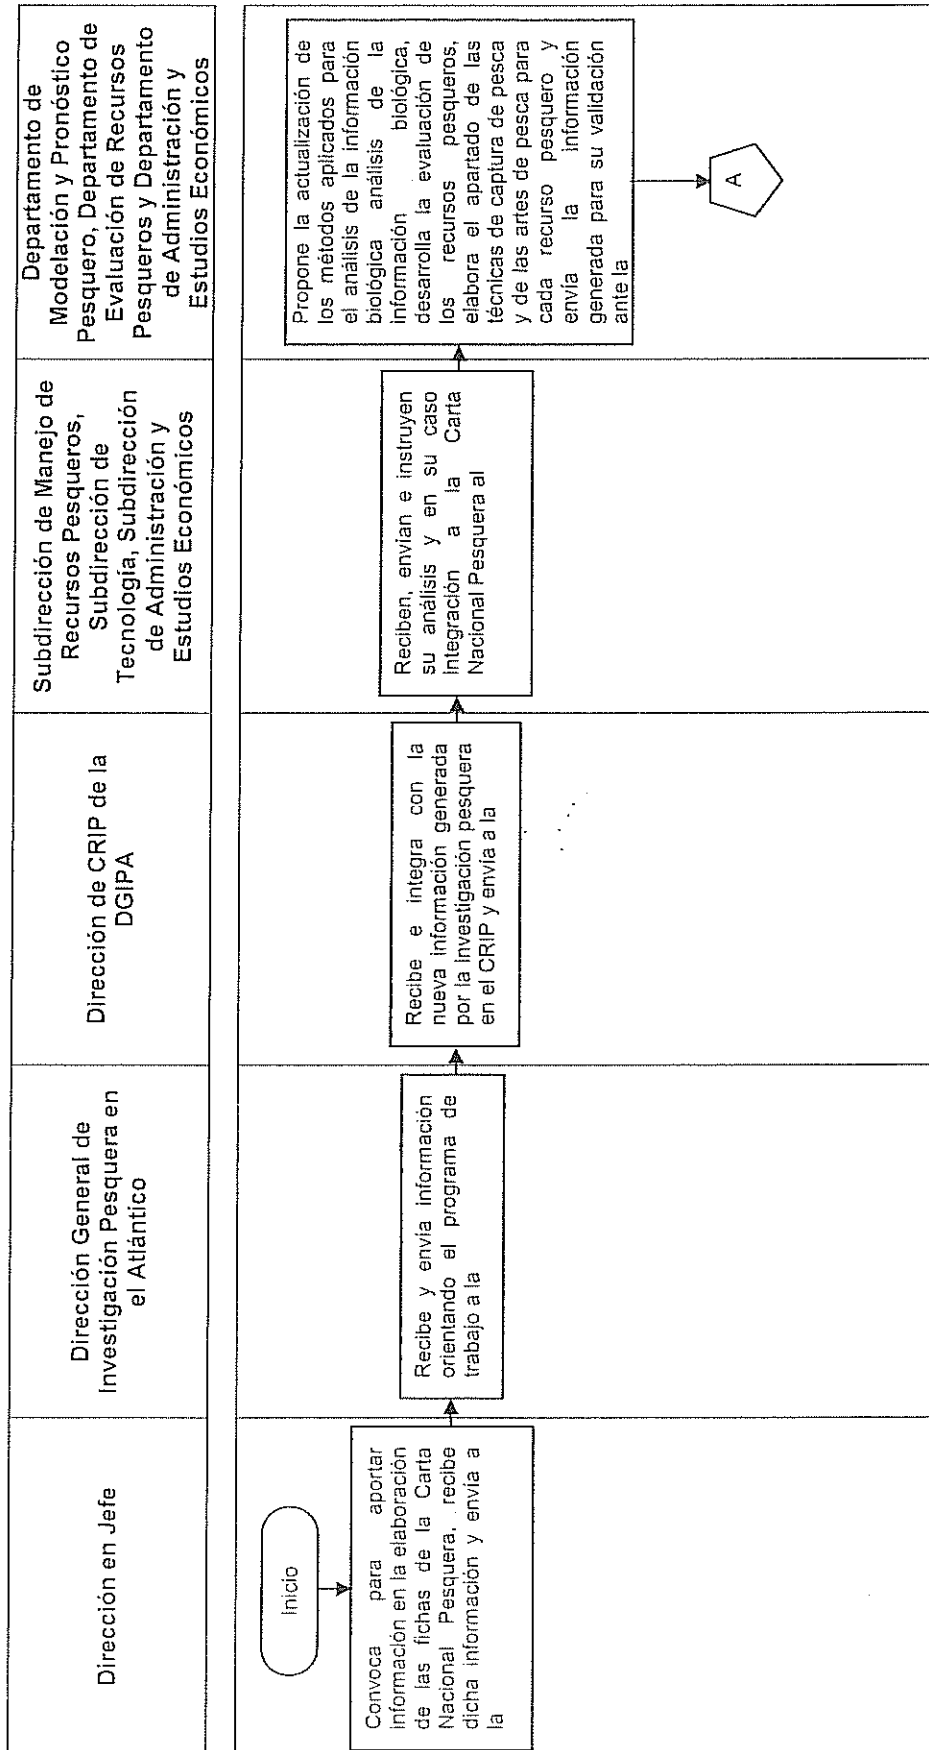 Dirección en Jefe
Dirección General de
Investigación Pesquera en
el Atlántico
Dirección de CRIP de la
DGIPA
Subdirección de Manejo de
Recursos Pesqueros,
Subdirección de
Tecnología, Subdirección
de Administración y
Estudios Económicos
Departamento de
Modelación y Pronóstico
Pesquero, Departamento de
Evaluación de Recursos
Pesqueros y Departamento
de Administración y
Estudios Económicos
Inicio
Convoca para aportar
información en la elaboración
de las fichas de la Carta
Nacional Pesquera, recibe
dicha información y envía a
la
Recibe y envía información
orientando el programa de
trabajo a la
Recibe e integra con la
nueva información generada
por la investigación pesquera
en el CRIP y envía a la
Reciben, envían e instruyen
su análisis y en su caso
integración a la Carta
Nacional Pesquera al
Propone la actualización de
los métodos aplicados para
el análisis de la información
biológica análisis de la
información biológica,
desarrolla la evaluación de
los recursos pesqueros,
elabora el apartado de las
técnicas de captura de pesca
y de las artes de pesca para
cada recurso pesquero y
envía la información
generada para su validación
ante la
A